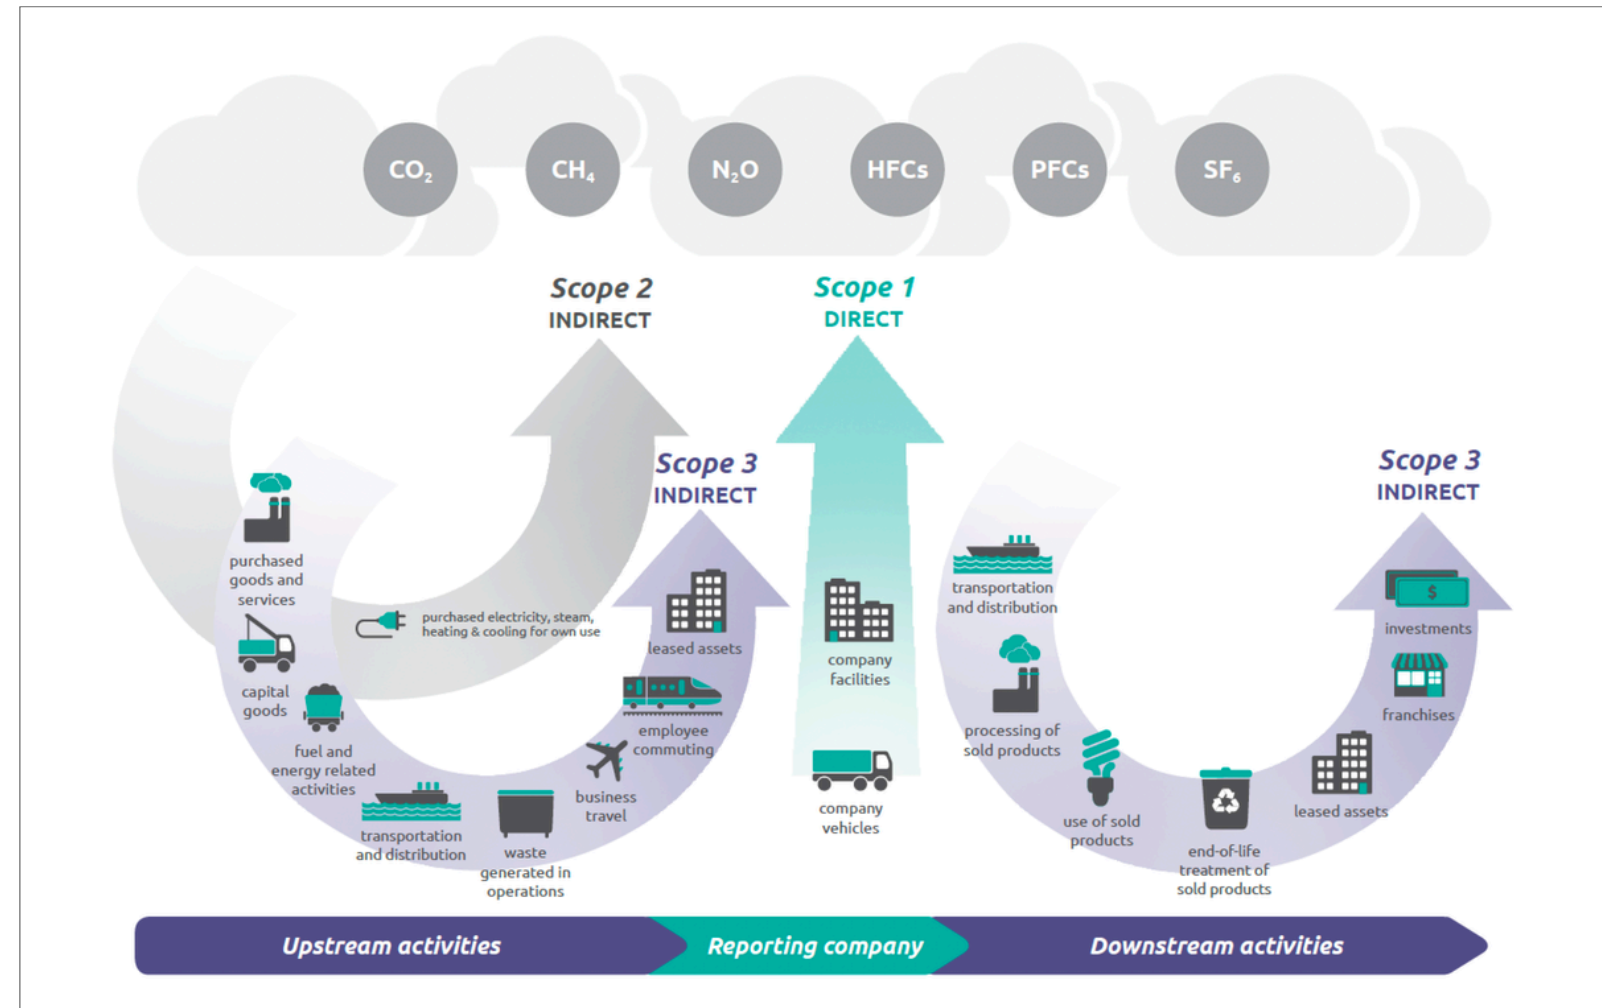 CO₂
CH₄
N₂O
HFCs
PFCs
SF₆
Scope 2
INDIRECT
Scope 1
DIRECT
Scope 3
INDIRECT
Scope 3
INDIRECT
purchased
goods and
services
capital
goods
fuel and
energy related
activities
transportation
and distribution
waste
generated in
operations
business
travel
employee
commuting
leased assets
purchased electricity, steam,
heating & cooling for own use
company
facilities
company
vehicles
transportation
and distribution
processing of
sold products
use of sold
products
end-of-life
treatment of
sold products
leased assets
franchises
$
investments
Upstream activities
Reporting company
Downstream activities